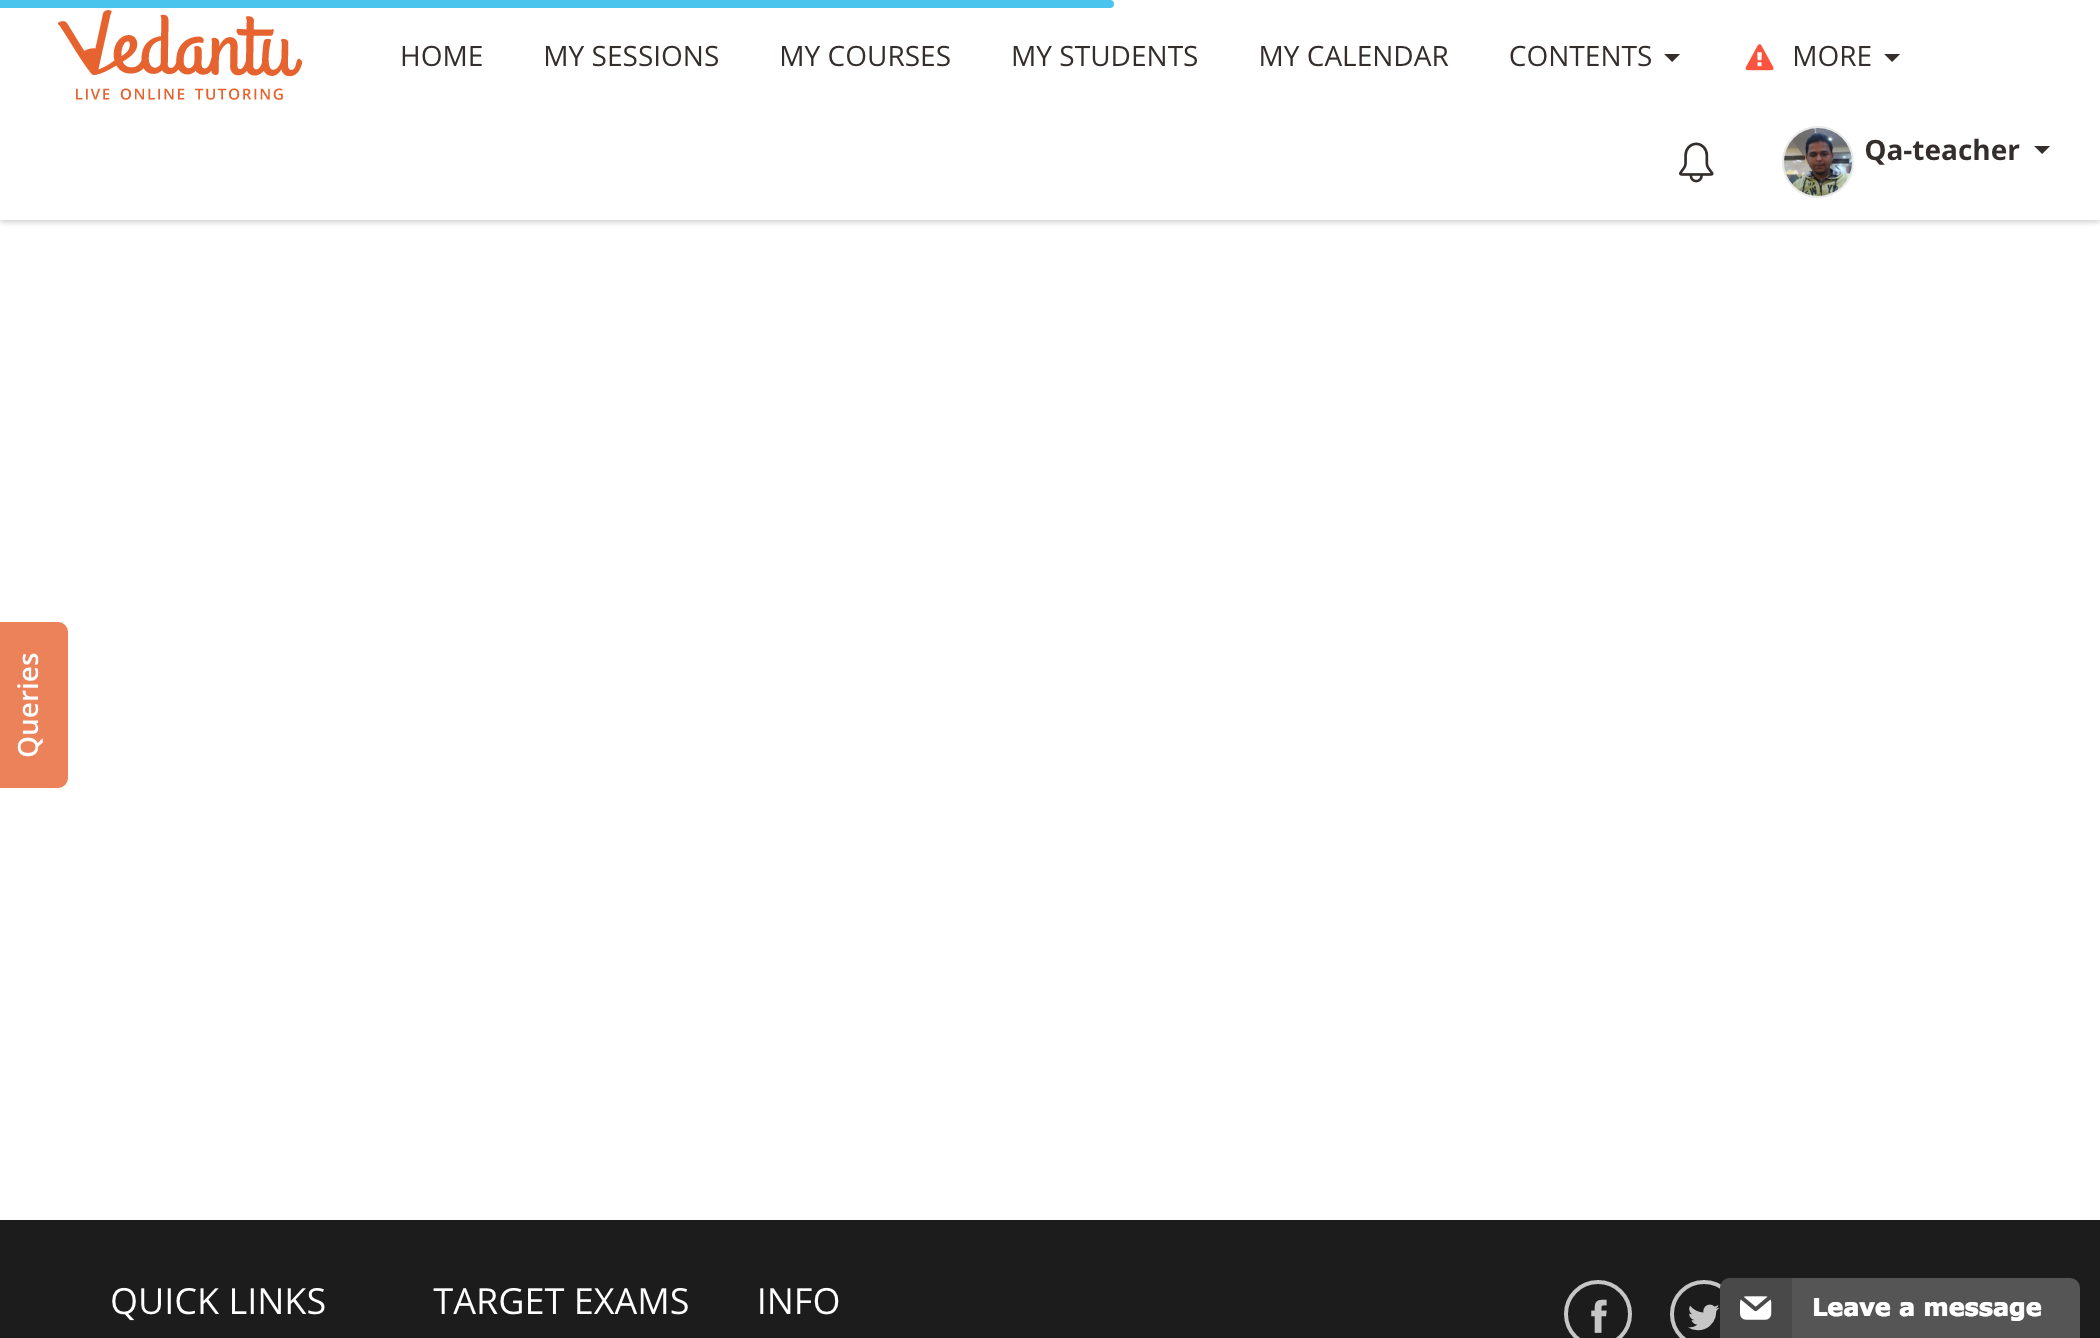 Vedantu
LIVE ONLINE TUTORING
HOME MY SESSIONS MY COURSES MY STUDENTS MY CALENDAR CONTENTS MORE
Qa-teacher
Queries
QUICK LINKS TARGET EXAMS INFO
Leave a message